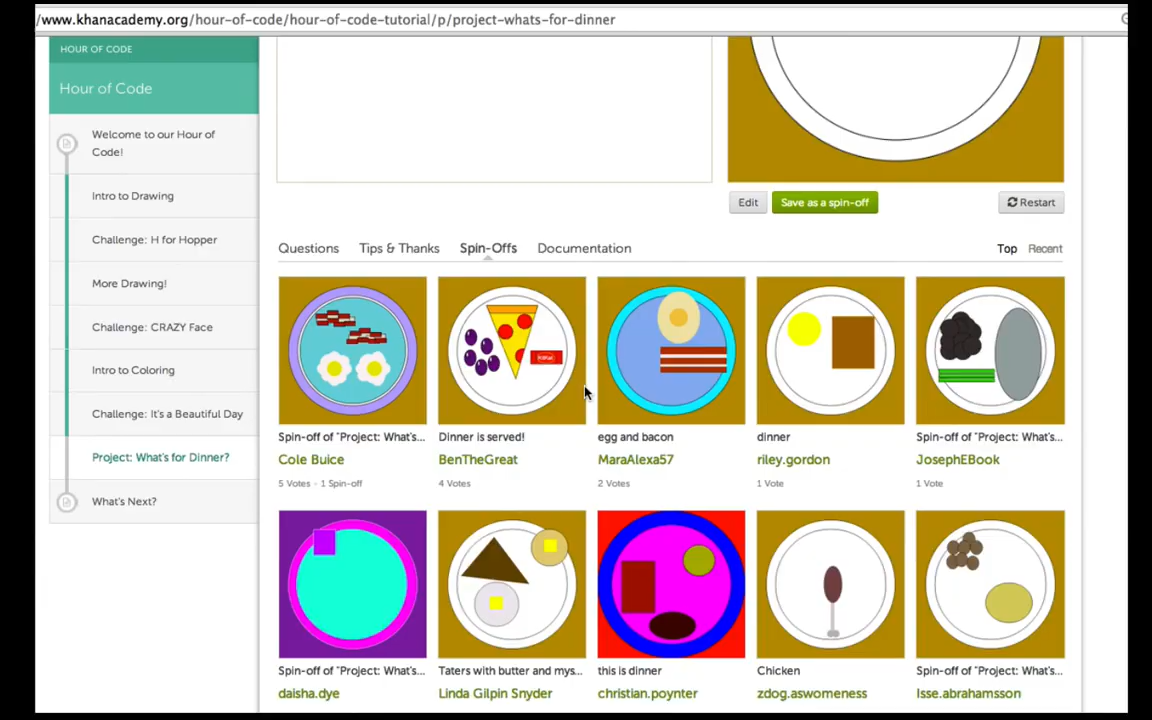 /www.khanacademy.org/hour-of-code/hour-of-code-tutorial/p/project-whats-for-dinner
HOUR OF CODE
Hour of Code
Welcome to our Hour of
Code!
Intro to Drawing
Challenge: H for Hopper
More Drawing!
Challenge: CRAZY Face
Intro to Coloring
Challenge: It's a Beautiful Day
Project: What's for Dinner?
What's Next?
Edit
Save as a spin-off
Restart
Questions
Tips & Thanks
Spin-Offs
Documentation
Top
Recent
Spin-off of "Project: What's...
Cole Buice
5 Votes · 1 Spin-off
Dinner is served!
BenTheGreat
4 Votes
egg and bacon
MaraAlexa57
2 Votes
dinner
riley.gordon
1 Vote
Spin-off of "Project: What's...
JosephEBook
1 Vote
Spin-off of "Project: What's...
daisha.dye
Taters with butter and mys...
Linda Gilpin Snyder
this is dinner
christian.poynter
Chicken
zdog.aswomeness
Spin-off of "Project: What's...
Isse.abrahamsson